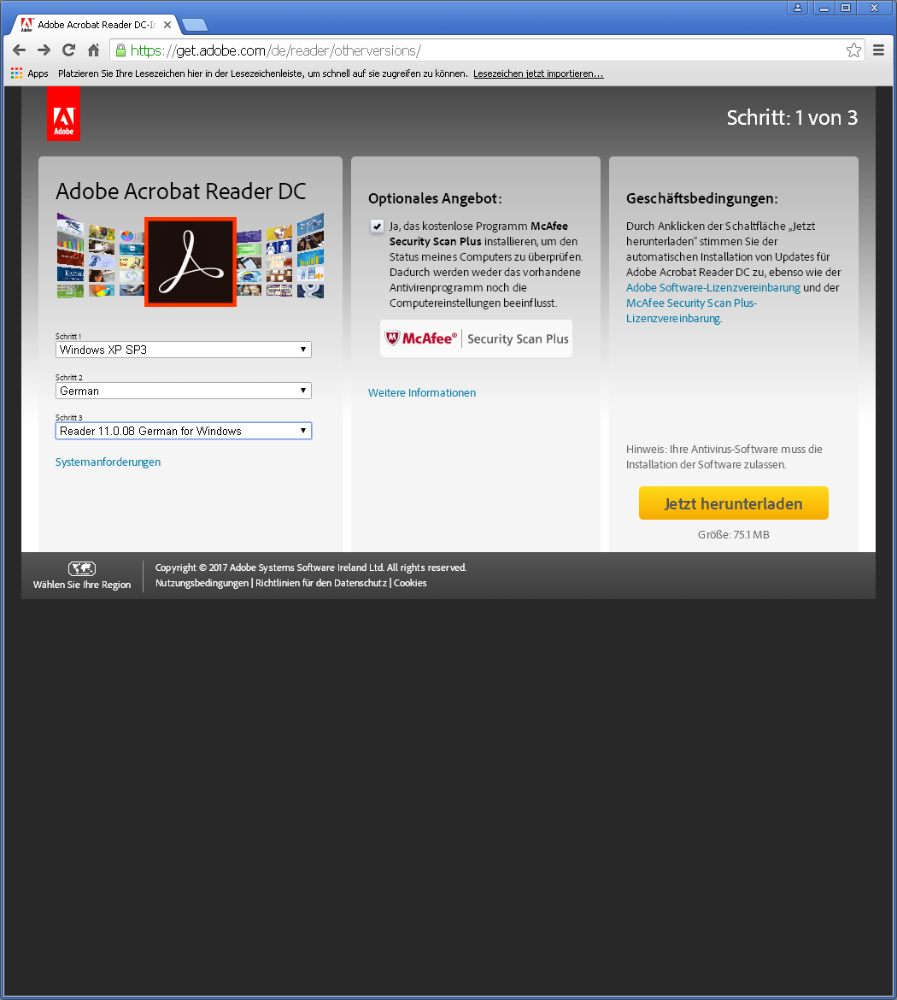 Adobe Acrobat Reader DC-In
https://get.adobe.com/de/reader/otherversions/
Apps Platzieren Sie Ihre Lesezeichen hier in der Lesezeichenleiste, um schnell auf sie zugreifen zu können. Lesezeichen jetzt importieren...
Adobe
Schritt: 1 von 3
Adobe Acrobat Reader DC
Schritt 1
Windows XP SP3
Schritt 2
German
Schritt 3
Reader 11.0.08 German for Windows
Systemanforderungen
Optionales Angebot:
Ja, das kostenlose Programm McAfee
Security Scan Plus installieren, um den
Status meines Computers zu überprüfen.
Dadurch werden weder das vorhandene
Antivirenprogramm noch die
Computereinstellungen beeinflusst.
McAfee® Security Scan Plus
Weitere Informationen
Geschäftsbedingungen:
Durch Anklicken der Schaltfläche „Jetzt
herunterladen“ stimmen Sie der
automatischen Installation von Updates für
Adobe Acrobat Reader DC zu, ebenso wie der
Adobe Software-Lizenzvereinbarung und der
McAfee Security Scan Plus-
Lizenzvereinbarung.
Hinweis: Ihre Antivirus-Software muss die
Installation der Software zulassen.
Jetzt herunterladen
Größe: 75.1 MB
Wählen Sie Ihre Region
Copyright © 2017 Adobe Systems Software Ireland Ltd. All rights reserved.
Nutzungsbedingungen | Richtlinien für den Datenschutz | Cookies